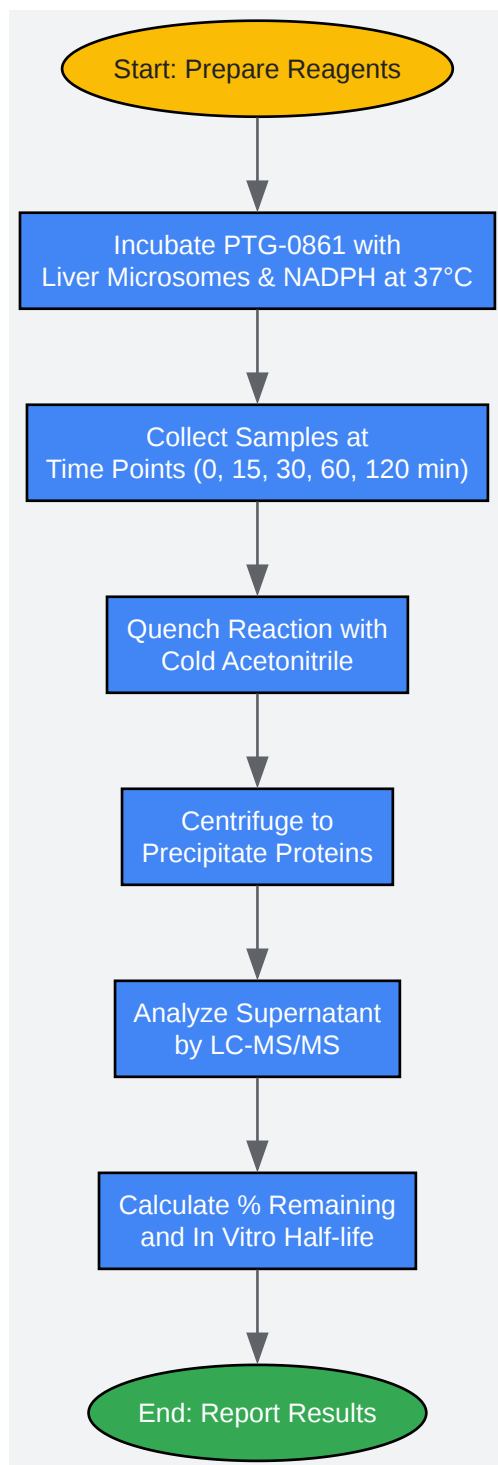 Start: Prepare Reagents
Incubate PTG-0861 with
Liver Microsomes & NADPH at 37°C
Collect Samples at
Time Points (0, 15, 30, 60, 120 min)
Quench Reaction with
Cold Acetonitrile
Centrifuge to
Precipitate Proteins
Analyze Supernatant
by LC-MS/MS
Calculate % Remaining
and In Vitro Half-life
End: Report Results